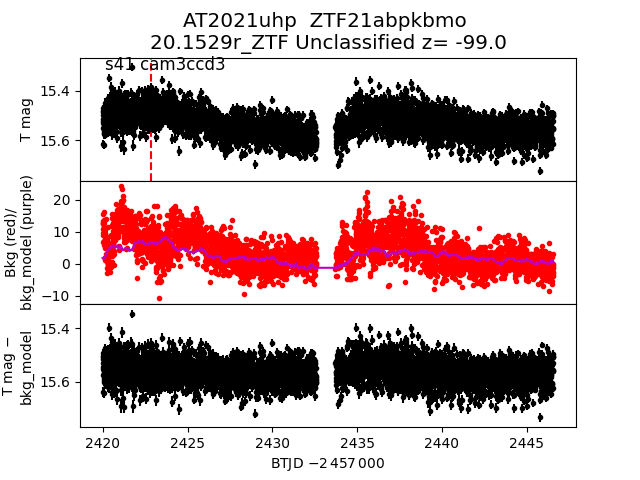 AT2021uhp ZTF21abpkbmo
20.1529r_ZTF Unclassified z= -99.0
s41 cam3ccd3
T mag
15.4
15.6
Bkg (red)/
bkg_model (purple)
20
10
0
−10
T mag −
bkg_model
15.4
15.6
2420 2425 2430 2435 2440 2445
BTJD −2 457 000